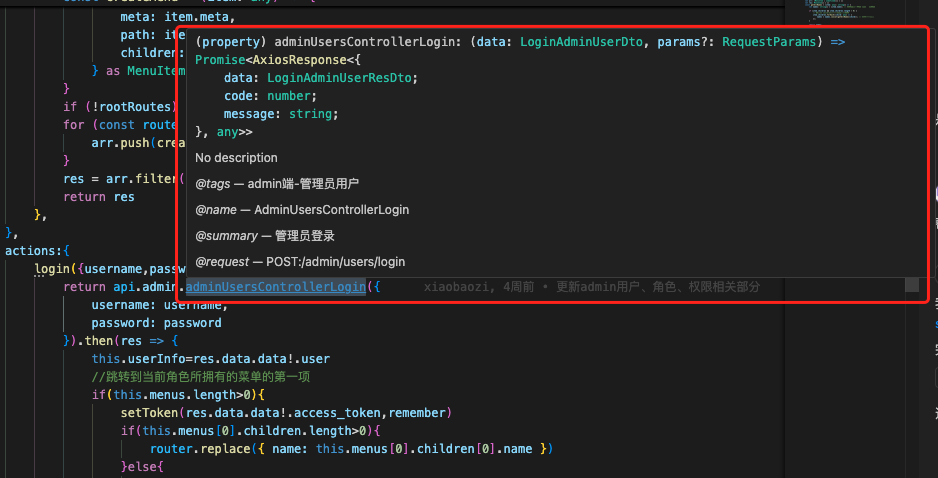 const createMenu = (item: any) => {
meta: item.meta,
path: item
children:
} as MenuItem
}
if (!rootRoutes)
for (const route
arr.push(crea
}
res = arr.filter(
return res
},
},
actions:{
login({username,passw
(property) adminUsersControllerLogin: (data: LoginAdminUserDto, params?: RequestParams) =>
Promise<AxiosResponse<{
data: LoginAdminUserResDto;
code: number;
message: string;
}, any>>
No description
@tags — admin端-管理员用户
@name — AdminUsersControllerLogin
@summary — 管理员登录
@request — POST:/admin/users/login
return api.admin.adminUsersControllerLogin({ xiaobaozi, 4周前 • 更新admin用户、角色、权限相关部分
username: username,
password: password
}).then(res => {
this.userInfo=res.data.data!.user
//跳转到当前角色所拥有的菜单的第一项
if(this.menus.length>0){
setToken(res.data.data!.access_token,remember)
if(this.menus[0].children.length>0){
router.replace({ name: this.menus[0].children[0].name })
}else{